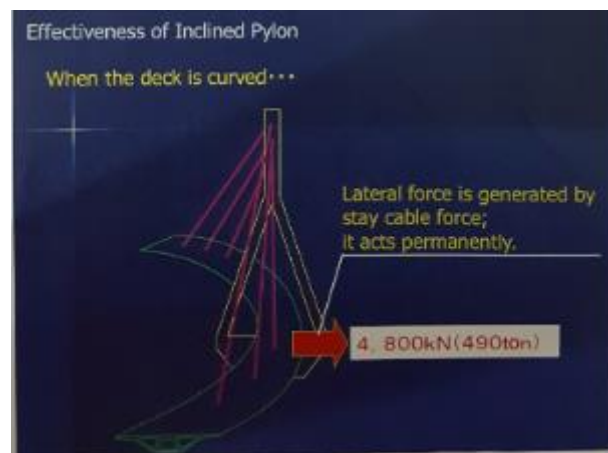 Effectiveness of Inclined Pylon
When the deck is curved･･･
Lateral force is generated by
stay cable force;
it acts permanently.
4, 800kN(490ton)